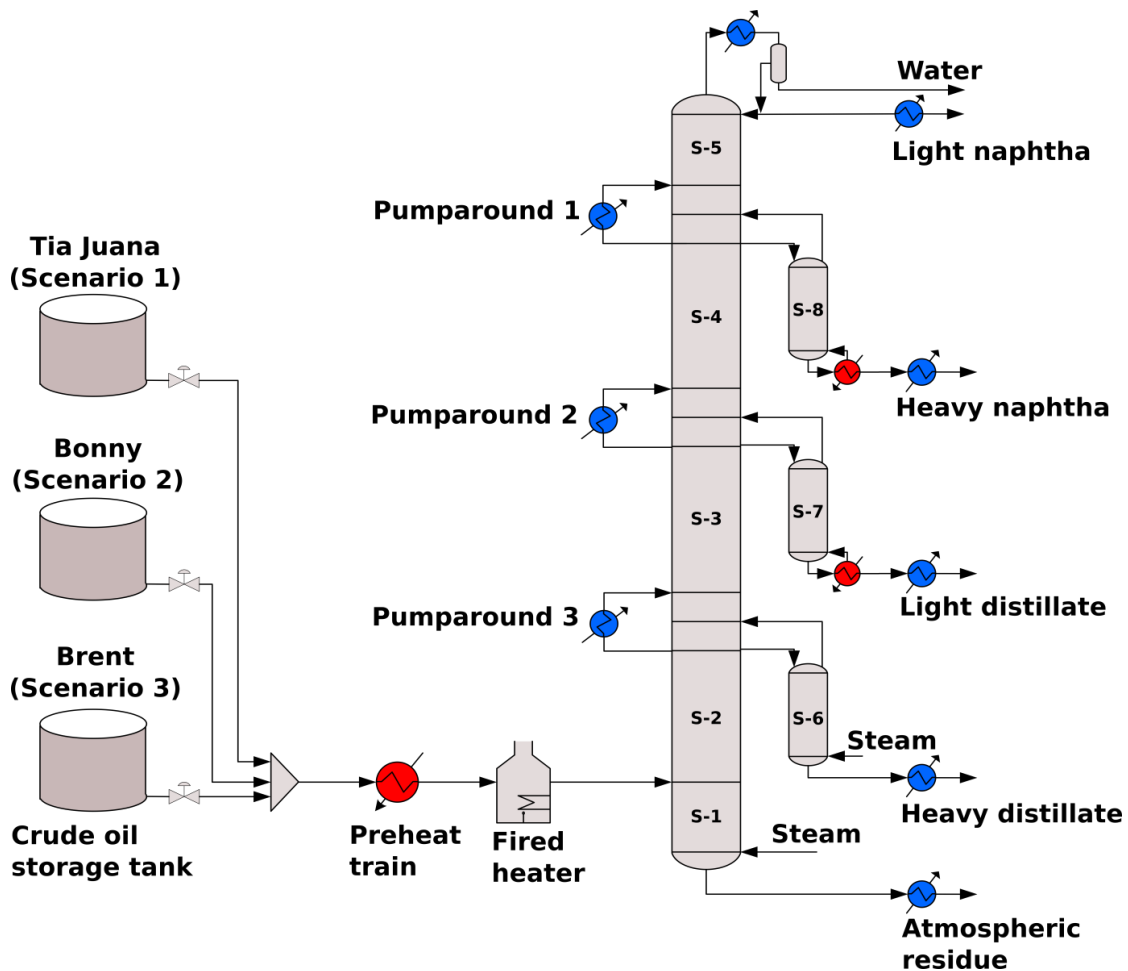 Water
Light naphtha
S-5
Pumparound 1
Tia Juana
(Scenario 1)
S-8
S-4
Heavy naphtha
Pumparound 2
Bonny
(Scenario 2)
S-7
S-3
Light distillate
Pumparound 3
Brent
(Scenario 3)
S-6
S-2
Steam
Heavy distillate
S-1
Steam
Crude oil
storage tank
Preheat
train
Fired
heater
Atmospheric
residue